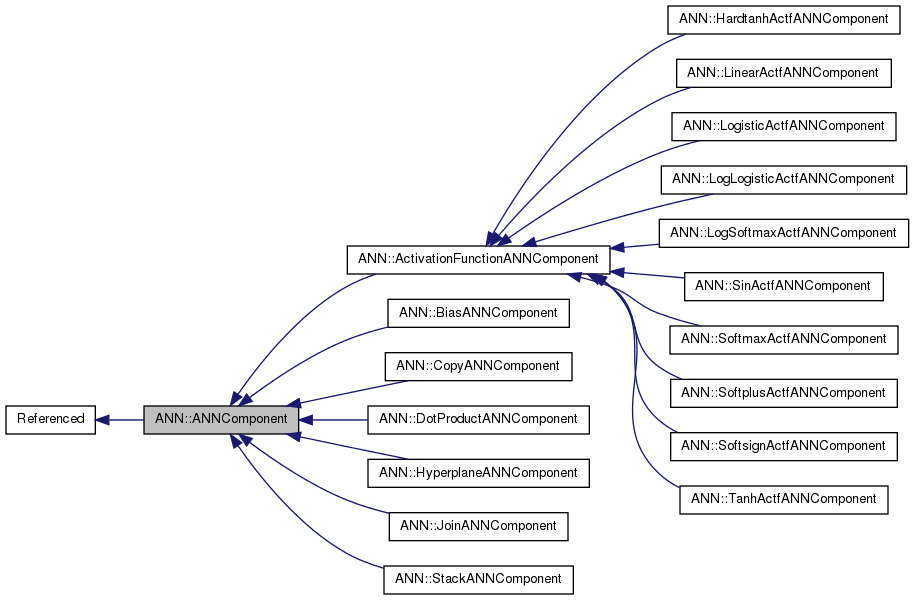 ANN::HardtanhActfANNComponent
ANN::LinearActfANNComponent
ANN::LogisticActfANNComponent
ANN::LogLogisticActfANNComponent
ANN::LogSoftmaxActfANNComponent
ANN::ActivationFunctionANNComponent
ANN::SinActfANNComponent
ANN::BiasANNComponent
ANN::SoftmaxActfANNComponent
ANN::CopyANNComponent
ANN::SoftplusActfANNComponent
Referenced
ANN::ANNComponent
ANN::DotProductANNComponent
ANN::SoftsignActfANNComponent
ANN::HyperplaneANNComponent
ANN::TanhActfANNComponent
ANN::JoinANNComponent
ANN::StackANNComponent